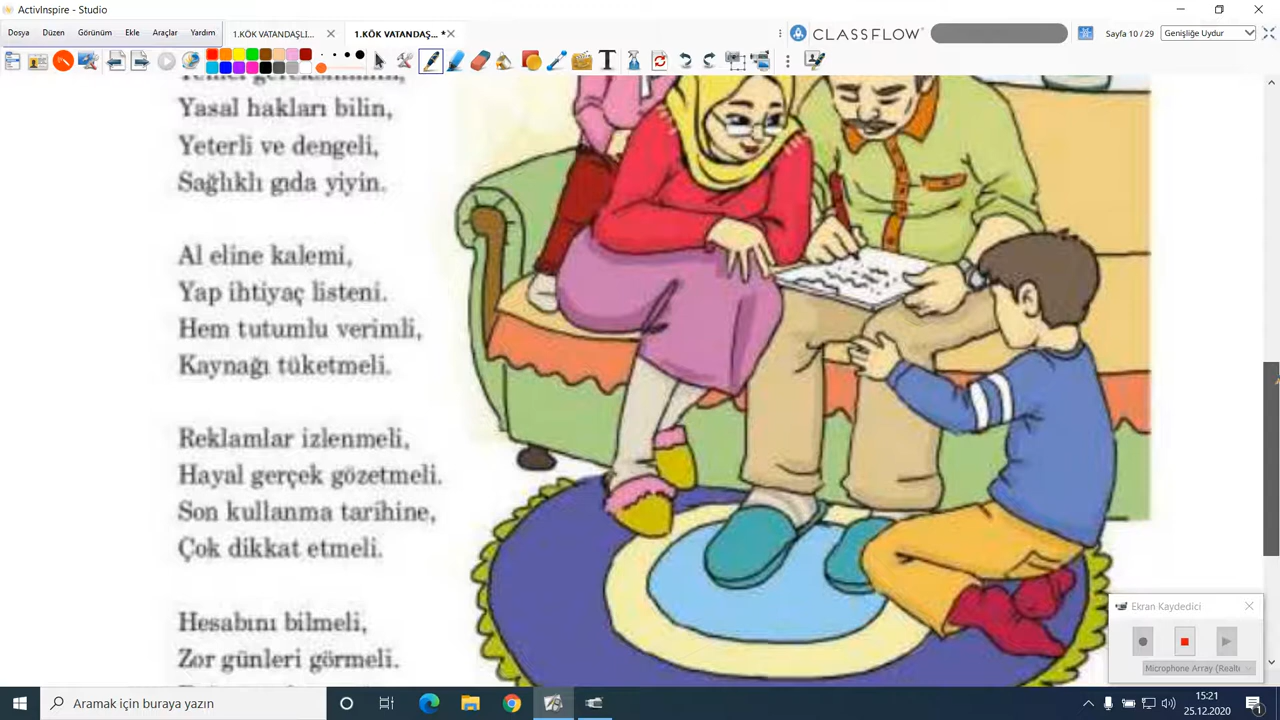 ActivInspire - Studio
Dosya Düzen Görünüm Ekle Araçlar Yardım
1.KÖK VATANDAŞLI...
1.KÖK VATANDAŞ... *
CLASSFLOW
Sayfa 10 / 29
Genişliğe Uydur
Yasal hakları bilin,
Yeterli ve dengeli,
Sağlıklı gıda yiyin.
Al eline kalemi,
Yap ihtiyaç listeni.
Hem tutumlu verimli,
Kaynağı tüketmeli.
Reklamlar izlenmeli,
Hayal gerçek gözetmeli.
Son kullanma tarihine,
Çok dikkat etmeli.
Hesabını bilmeli,
Zor günleri görmeli.
Ekran Kaydedici
Microphone Array (Realte
Aramak için buraya yazın
15:21
25.12.2020